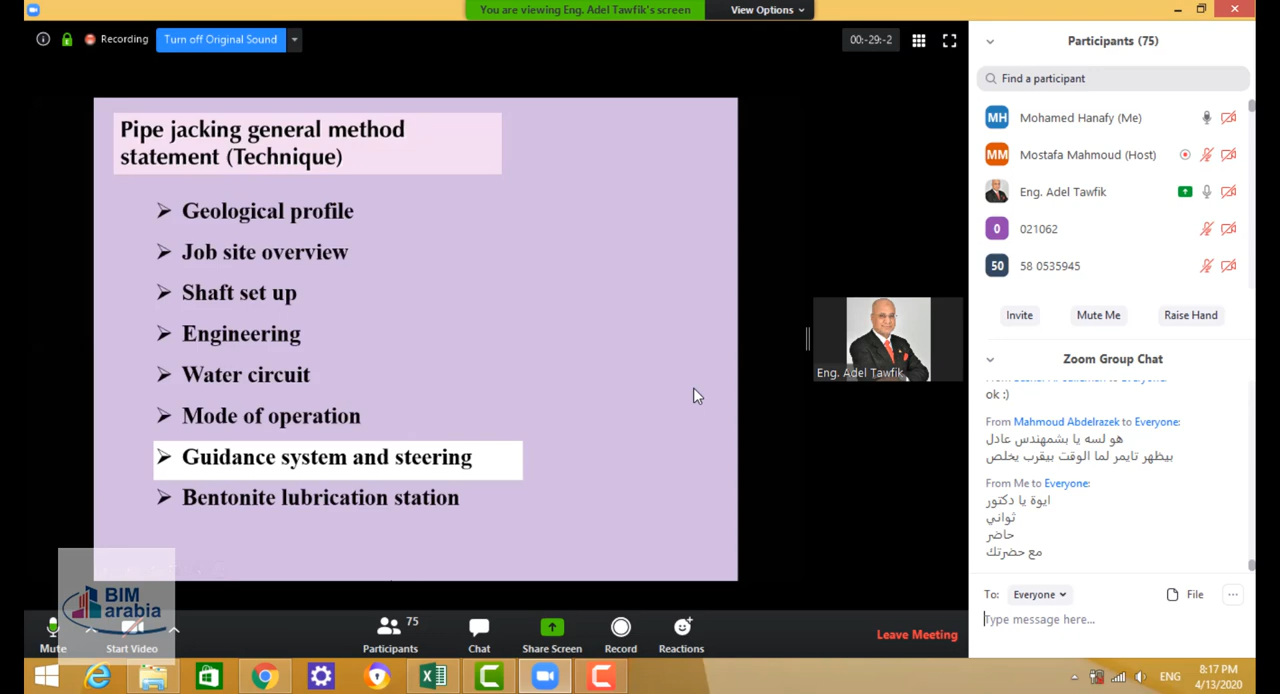 You are viewing Eng. Adel Tawfik's screen
View Options
Recording
Turn off Original Sound
00:-29:-2
Participants (75)
Find a participant
MH Mohamed Hanafy (Me)
MM Mostafa Mahmoud (Host)
Eng. Adel Tawfik
0 021062
50 58 0535945
Invite
Mute Me
Raise Hand
Pipe jacking general method
statement (Technique)
Geological profile
Job site overview
Shaft set up
Engineering
Water circuit
Mode of operation
Guidance system and steering
Bentonite lubrication station
Eng. Adel Tawfik
Zoom Group Chat
to Everyone:
ok :)
From Mahmoud Abdelrazek to Everyone:
هو لسه يا بشمهندس عادل
بيظهر تايمر لما الوقت بيقرب يخلص
From Me to Everyone:
ايوة يا دكتور
ثواني
حاضر
مع حضرتك
To: Everyone
File
Type message here...
BIM
arabia
Mute
Start Video
75
Participants
Chat
Share Screen
Record
Reactions
Leave Meeting
ENG
8:17 PM
4/13/2020